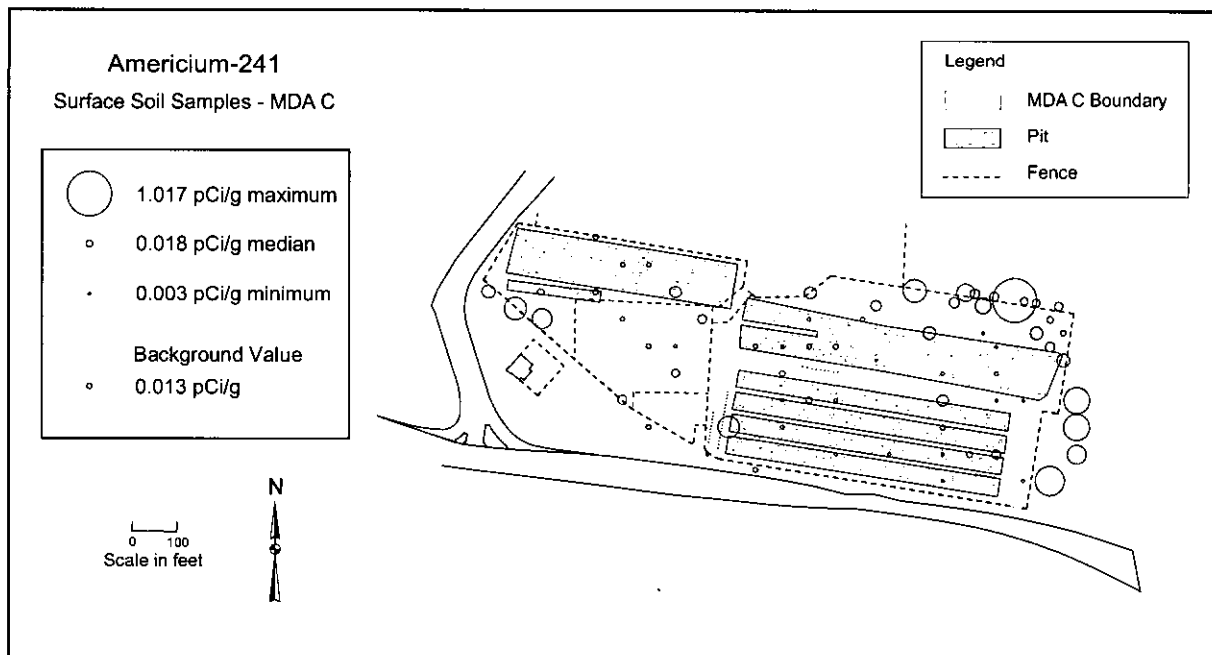 Americium-241
Surface Soil Samples - MDA C
1.017 pCi/g maximum
0.018 pCi/g median
0.003 pCi/g minimum
Background Value
0.013 pCi/g
N
0 100
Scale in feet
Legend
MDA C Boundary
Pit
Fence